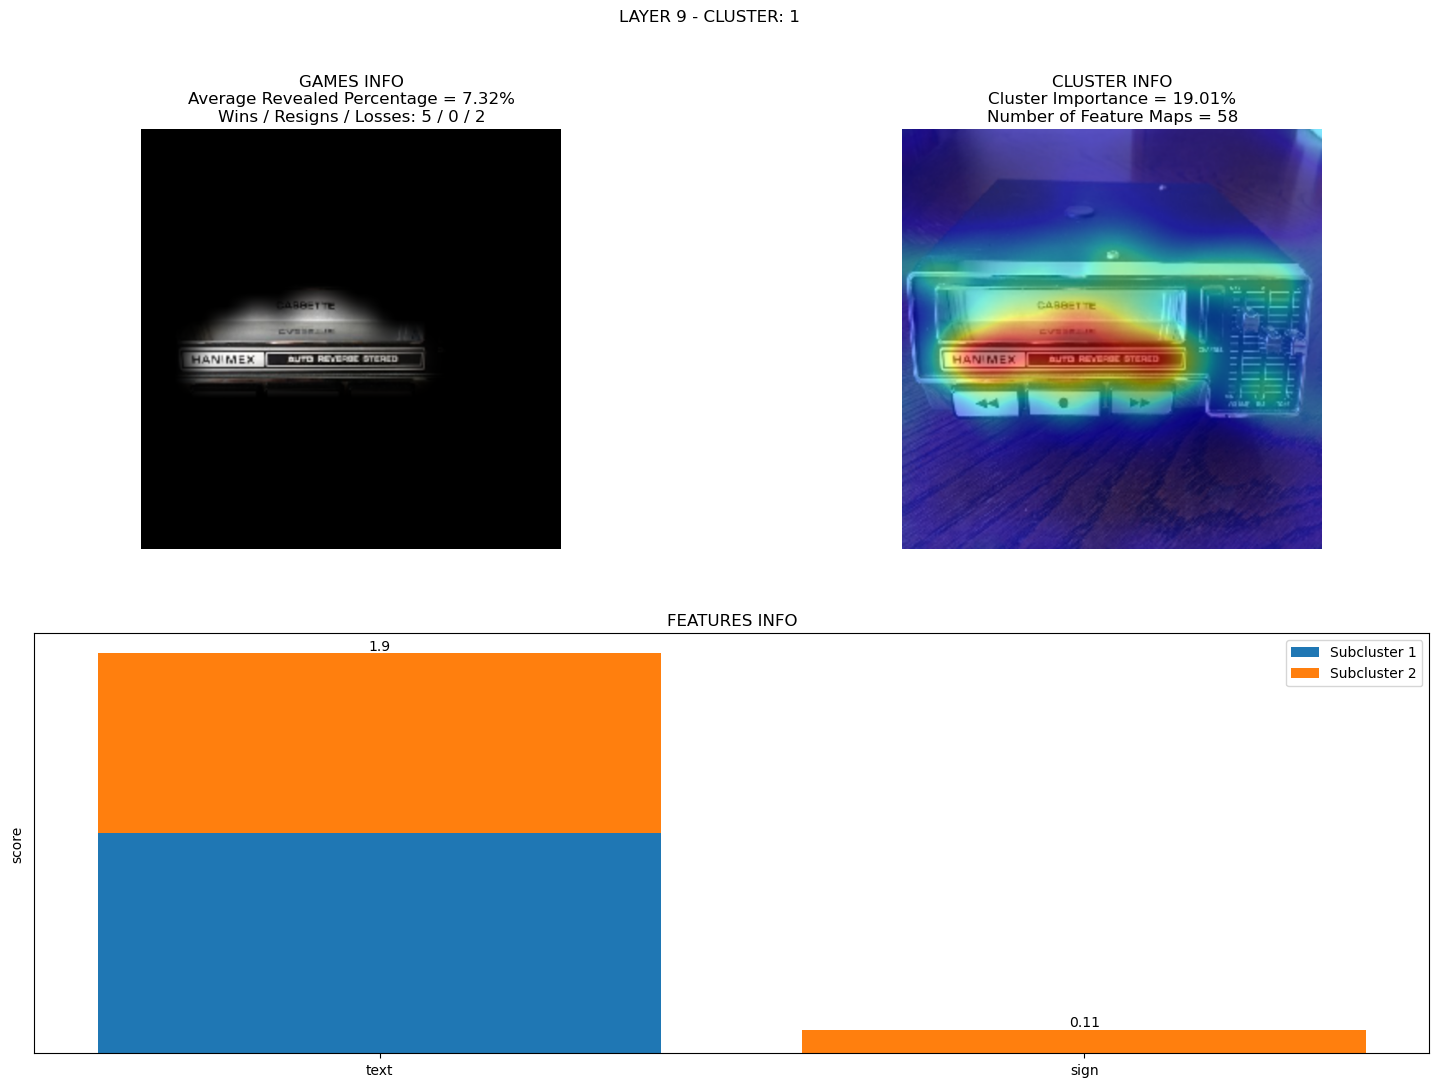 LAYER 9 - CLUSTER: 1
GAMES INFO
Average Revealed Percentage = 7.32%
Wins / Resigns / Losses: 5 / 0 / 2
CASSETTE
HANIMEX AUTO REVERSE STEREO
CLUSTER INFO
Cluster Importance = 19.01%
Number of Feature Maps = 58
CASSETTE
HANIMEX AUTO REVERSE STEREO
FEATURES INFO
score
1.9
0.11
Subcluster 1
Subcluster 2
text
sign